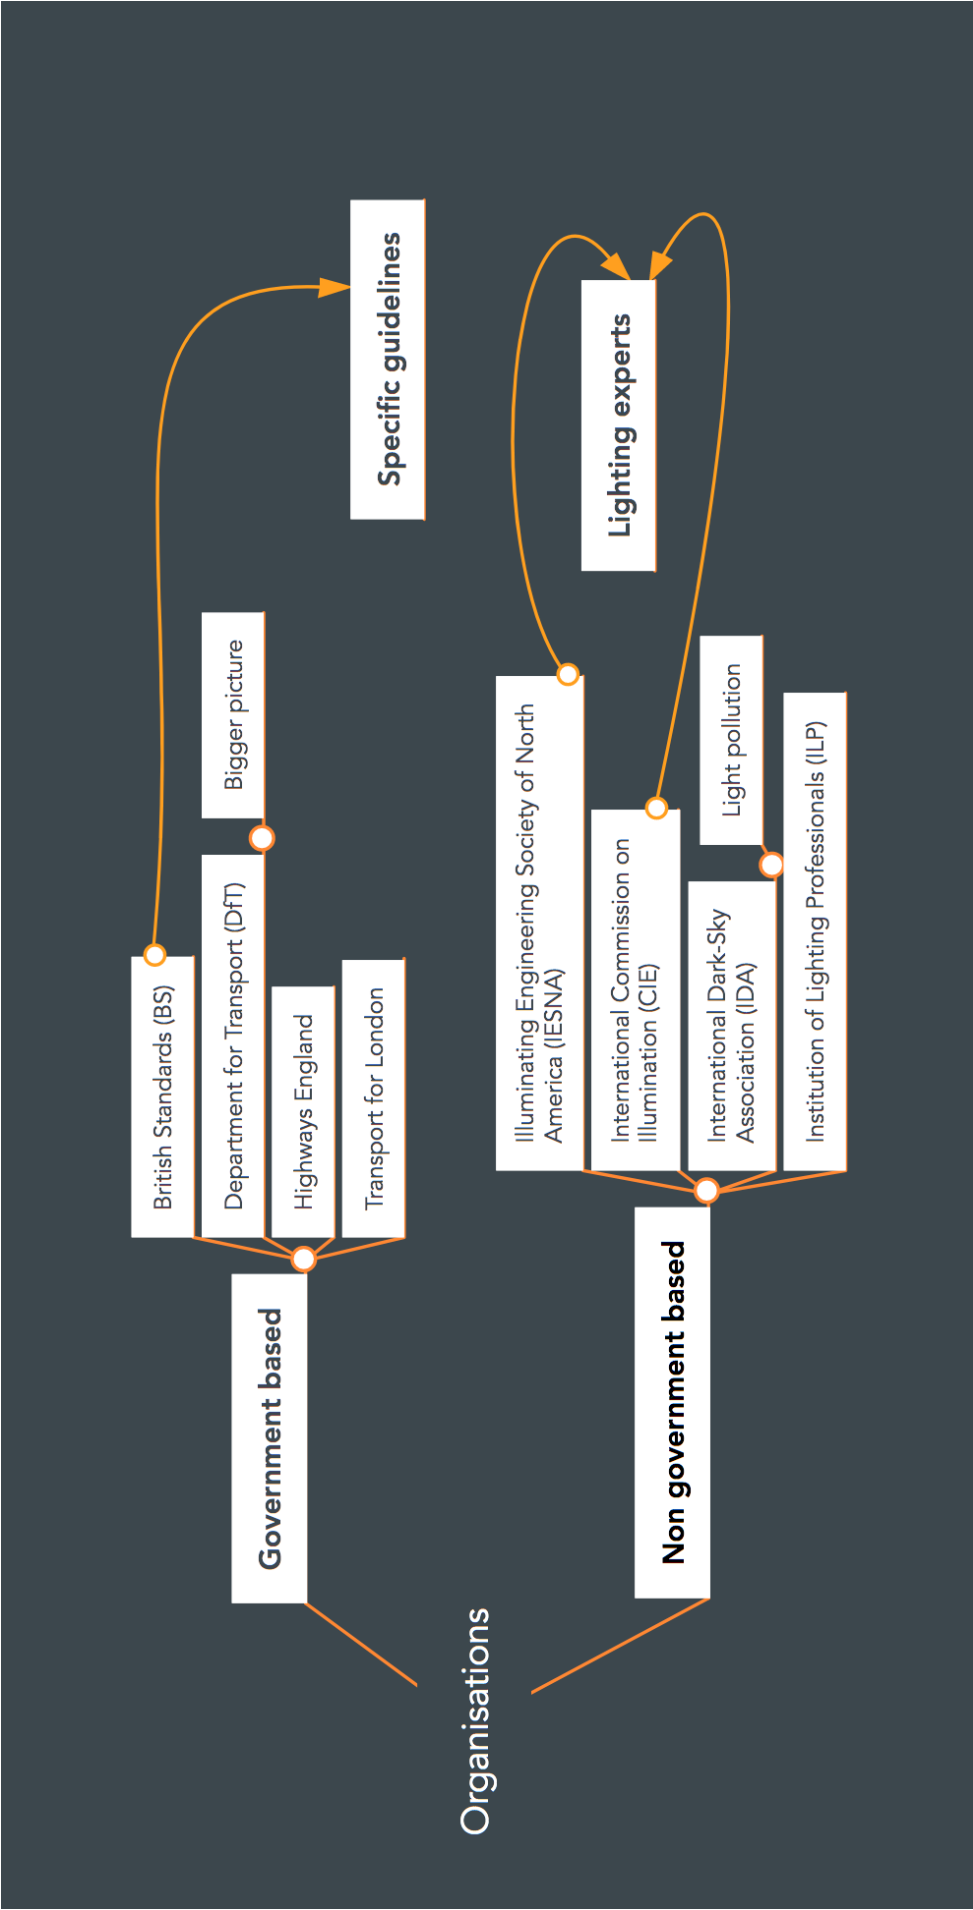 Organisations
Government based
British Standards (BS)
Department for Transport (DfT)
Bigger picture
Highways England
Transport for London
Specific guidelines
Non government based
Illuminating Engineering Society of North
America (IESNA)
International Commission on
Illumination (CIE)
International Dark-Sky
Association (IDA)
Light pollution
Institution of Lighting Professionals (ILP)
Lighting experts